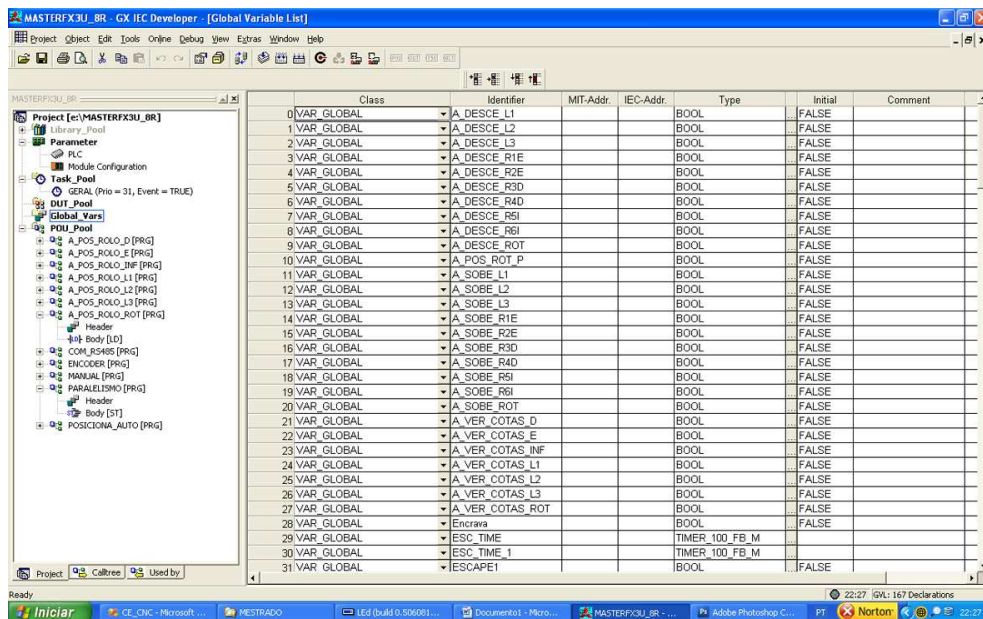 MASTERFX3U_8R - GX IEC Developer - [Global Variable List]
Project Object Edit Tools Online Debug View Extras Window Help
MASTERFX3U_8R
Project [e:\MASTERFX3U_8R]
Library_Pool
Parameter
PLC
Module Configuration
Task_Pool
GERAL (Prio = 31, Event = TRUE)
DUT_Pool
Global_Vars
POU_Pool
A_POS_ROLO_D [PRG]
A_POS_ROLO_E [PRG]
A_POS_ROLO_INF [PRG]
A_POS_ROLO_L1 [PRG]
A_POS_ROLO_L2 [PRG]
A_POS_ROLO_L3 [PRG]
A_POS_ROLO_ROT [PRG]
Header
Body [LD]
COM_RS485 [PRG]
ENCODER [PRG]
MANUAL [PRG]
PARALELISMO [PRG]
Header
Body [ST]
POSICIONA_AUTO [PRG]
Project Calltree Used by
Class Identifier MIT-Addr. IEC-Addr. Type Initial Comment
0 VAR_GLOBAL A_DESCE_L1 BOOL ... FALSE
1 VAR_GLOBAL A_DESCE_L2 BOOL ... FALSE
2 VAR_GLOBAL A_DESCE_L3 BOOL ... FALSE
3 VAR_GLOBAL A_DESCE_R1E BOOL ... FALSE
4 VAR_GLOBAL A_DESCE_R2E BOOL ... FALSE
5 VAR_GLOBAL A_DESCE_R3D BOOL ... FALSE
6 VAR_GLOBAL A_DESCE_R4D BOOL ... FALSE
7 VAR_GLOBAL A_DESCE_R5I BOOL ... FALSE
8 VAR_GLOBAL A_DESCE_R6I BOOL ... FALSE
9 VAR_GLOBAL A_DESCE_ROT BOOL ... FALSE
10 VAR_GLOBAL A_POS_ROT_P BOOL ... FALSE
11 VAR_GLOBAL A_SOBE_L1 BOOL ... FALSE
12 VAR_GLOBAL A_SOBE_L2 BOOL ... FALSE
13 VAR_GLOBAL A_SOBE_L3 BOOL ... FALSE
14 VAR_GLOBAL A_SOBE_R1E BOOL ... FALSE
15 VAR_GLOBAL A_SOBE_R2E BOOL ... FALSE
16 VAR_GLOBAL A_SOBE_R3D BOOL ... FALSE
17 VAR_GLOBAL A_SOBE_R4D BOOL ... FALSE
18 VAR_GLOBAL A_SOBE_R5I BOOL ... FALSE
19 VAR_GLOBAL A_SOBE_R6I BOOL ... FALSE
20 VAR_GLOBAL A_SOBE_ROT BOOL ... FALSE
21 VAR_GLOBAL A_VER_COTAS_D BOOL ... FALSE
22 VAR_GLOBAL A_VER_COTAS_E BOOL ... FALSE
23 VAR_GLOBAL A_VER_COTAS_INF BOOL ... FALSE
24 VAR_GLOBAL A_VER_COTAS_L1 BOOL ... FALSE
25 VAR_GLOBAL A_VER_COTAS_L2 BOOL ... FALSE
26 VAR_GLOBAL A_VER_COTAS_L3 BOOL ... FALSE
27 VAR_GLOBAL A_VER_COTAS_ROT BOOL ... FALSE
28 VAR_GLOBAL Encrava BOOL ... FALSE
29 VAR_GLOBAL ESC_TIME TIMER_100_FB_M ...
30 VAR_GLOBAL ESC_TIME_1 TIMER_100_FB_M ...
31 VAR_GLOBAL ESCAPE1 BOOL ... FALSE
Ready 22:27 GVL: 167 Declarations
Iniciar CE_CNC - Microsoft ... MESTRADO LEd (build 0.506081... Documento1 - Micro... MASTERFX3U_8R - ... Adobe Photoshop C... PT Norton 22:27